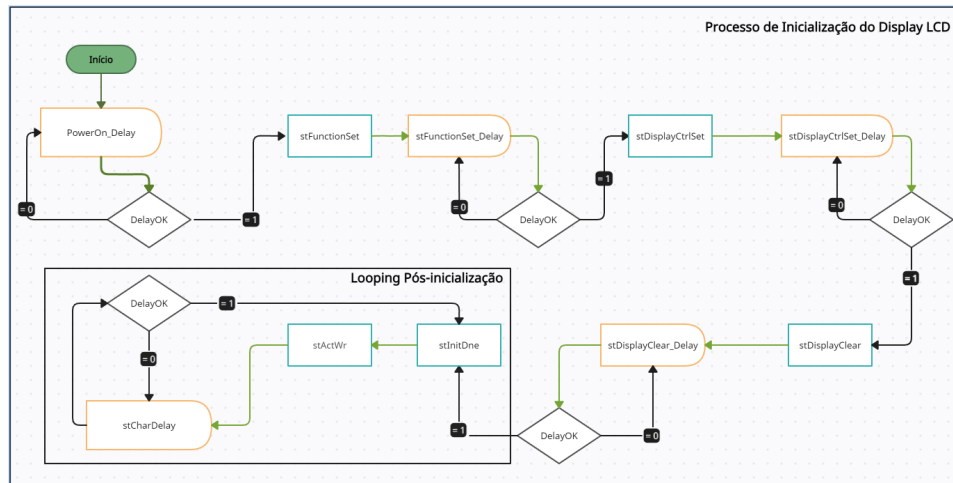 Processo de Inicialização do Display LCD
Início
PowerOn_Delay
stFunctionSet
stFunctionSet_Delay
stDisplayCtrlSet
stDisplayCtrlSet_Delay
= 0
DelayOK
= 1
= 0
DelayOK
= 1
= 0
DelayOK
= 1
Looping Pós-inicialização
DelayOK
= 1
stActWr
stInitDne
= 0
stCharDelay
stDisplayClear_Delay
stDisplayClear
= 1
DelayOK
= 0